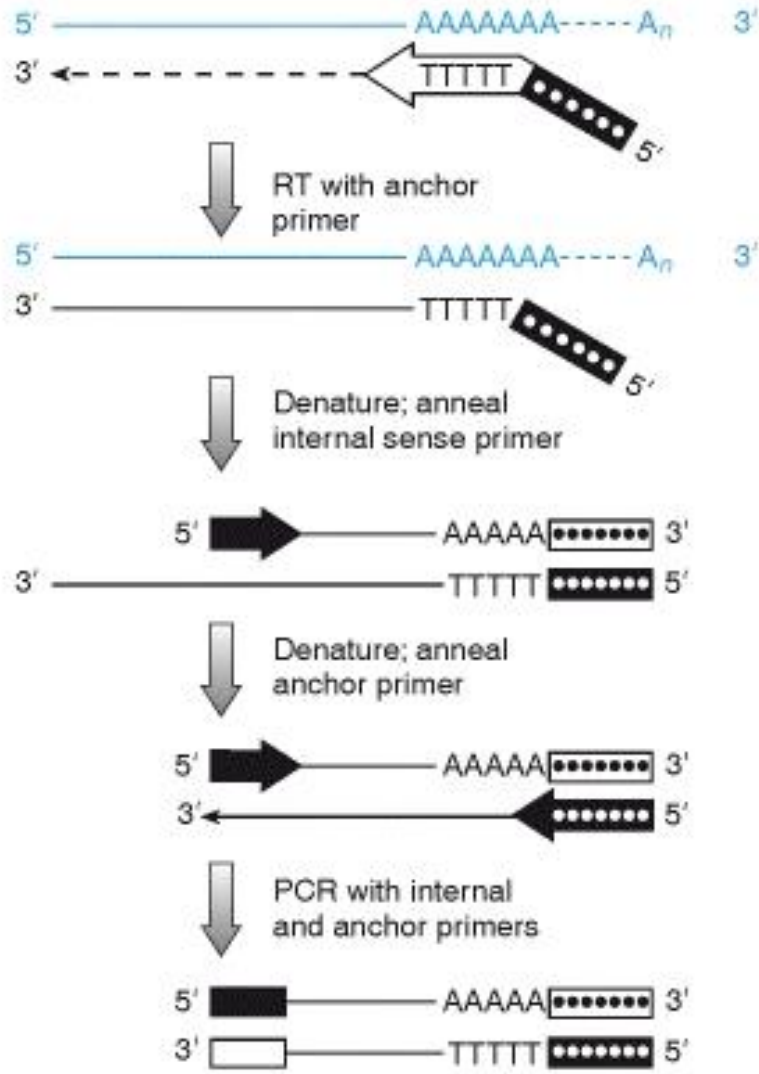 5′ AAAAAAA-----An 3′
3′ TTTTT
5′
RT with anchor
primer
5′ AAAAAAA-----An 3′
3′ TTTTT
5′
Denature; anneal
internal sense primer
5′ AAAAA 3′
3′ TTTTT 5′
Denature; anneal
anchor primer
5′ AAAAA 3′
3′ 5′
PCR with internal
and anchor primers
5′ AAAAA 3′
3′ TTTTT 5′